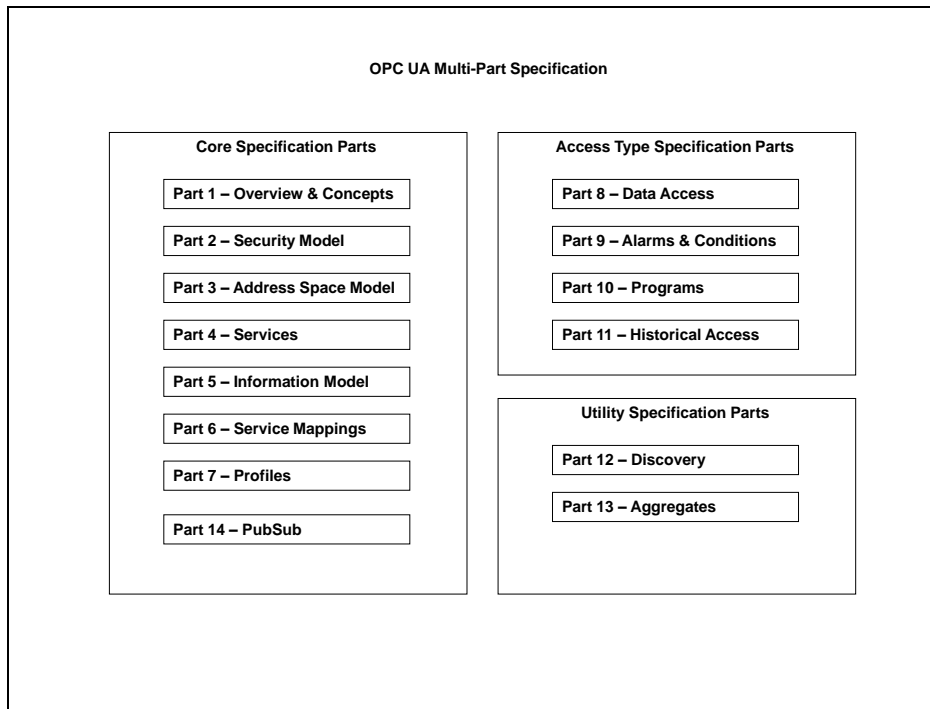 OPC UA Multi-Part Specification
Core Specification Parts
Part 1 – Overview & Concepts
Part 2 – Security Model
Part 3 – Address Space Model
Part 4 – Services
Part 5 – Information Model
Part 6 – Service Mappings
Part 7 – Profiles
Part 14 – PubSub
Access Type Specification Parts
Part 8 – Data Access
Part 9 – Alarms & Conditions
Part 10 – Programs
Part 11 – Historical Access
Utility Specification Parts
Part 12 – Discovery
Part 13 – Aggregates